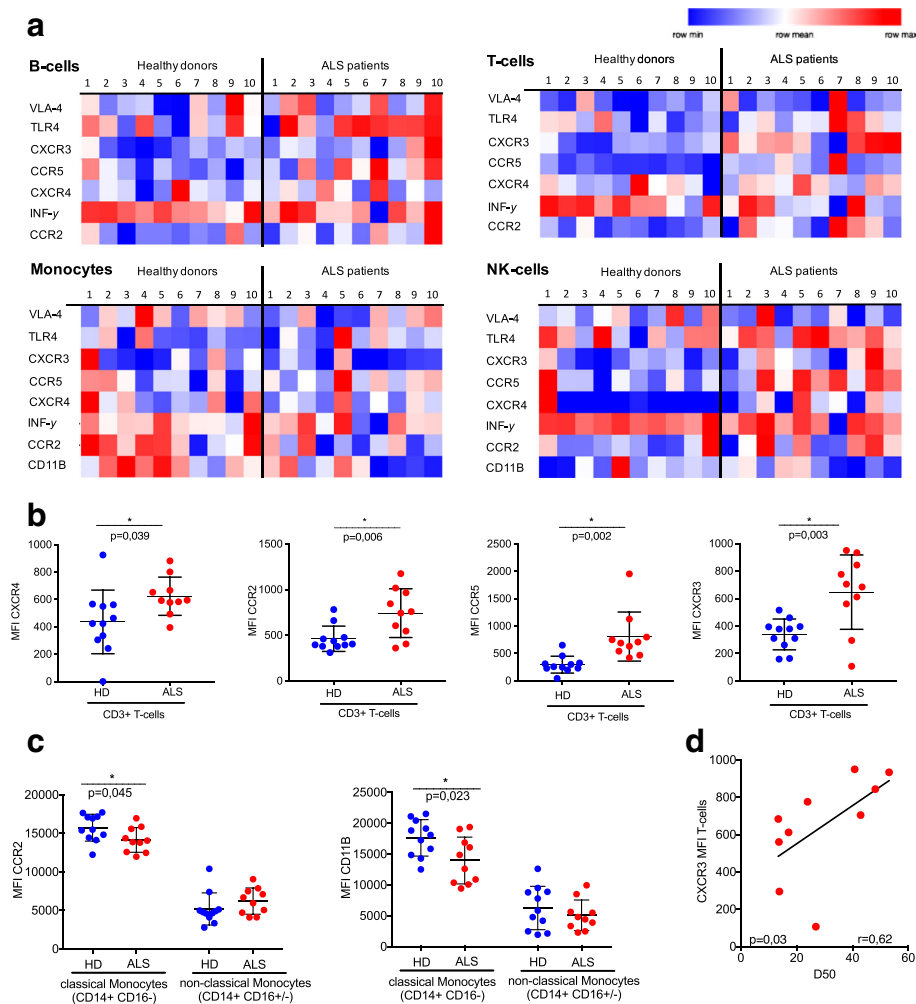 a
row min row mean row max
B-cells Healthy donors ALS patients
1 2 3 4 5 6 7 8 9 10 1 2 3 4 5 6 7 8 9 10
VLA-4
TLR4
CXCR3
CCR5
CXCR4
INF-y
CCR2
T-cells Healthy donors ALS patients
1 2 3 4 5 6 7 8 9 10 1 2 3 4 5 6 7 8 9 10
VLA-4
TLR4
CXCR3
CCR5
CXCR4
INF-y
CCR2
Monocytes Healthy donors ALS patients
1 2 3 4 5 6 7 8 9 10 1 2 3 4 5 6 7 8 9 10
VLA-4
TLR4
CXCR3
CCR5
CXCR4
INF-y
CCR2
CD11B
NK-cells Healthy donors ALS patients
1 2 3 4 5 6 7 8 9 10 1 2 3 4 5 6 7 8 9 10
VLA-4
TLR4
CXCR3
CCR5
CXCR4
INF-y
CCR2
CD11B
b
*
p=0,039
MFI CXCR4
1000
800
600
400
200
0
HD ALS
CD3+ T-cells
*
p=0,006
MFI CCR2
1500
1000
500
0
HD ALS
CD3+ T-cells
*
p=0,002
MFI CCR5
2500
2000
1500
1000
500
0
HD ALS
CD3+ T-cells
*
p=0,003
MFI CXCR3
1000
800
600
400
200
0
HD ALS
CD3+ T-cells
c
*
p=0,045
MFI CCR2
20000
15000
10000
5000
0
HD ALS HD ALS
classical Monocytes non-classical Monocytes
(CD14+ CD16-) (CD14+ CD16+/-)
*
p=0,023
MFI CD11B
25000
20000
15000
10000
5000
0
HD ALS HD ALS
classical Monocytes non-classical Monocytes
(CD14+ CD16-) (CD14+ CD16+/-)
d
CXCR3 MFI T-cells
1000
800
600
400
200
0
p=0,03 r=0,62
0 20 40 60
D50